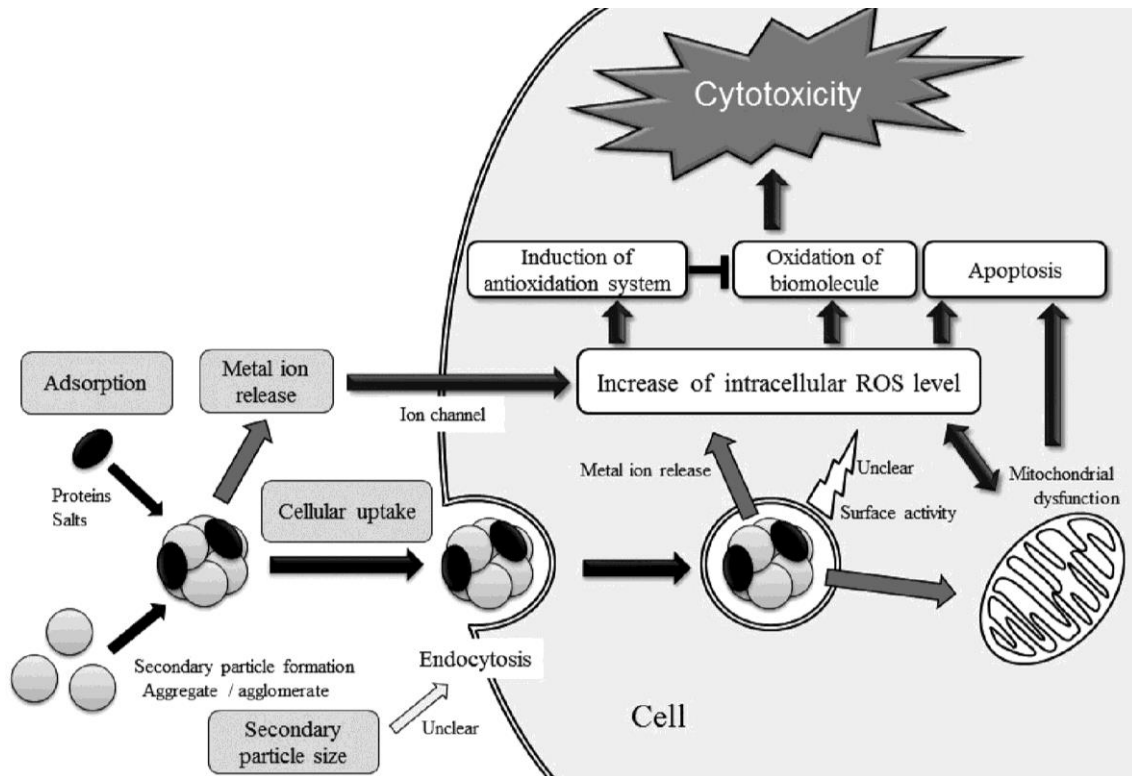 Cytotoxicity
Induction of
antioxidation system
Oxidation of
biomolecule
Apoptosis
Adsorption
Metal ion
release
Increase of intracellular ROS level
Ion channel
Proteins
Salts
Cellular uptake
Metal ion release
Unclear
Surface activity
Mitochondrial
dysfunction
Secondary particle formation
Aggregate / agglomerate
Endocytosis
Secondary
particle size
Unclear
Cell